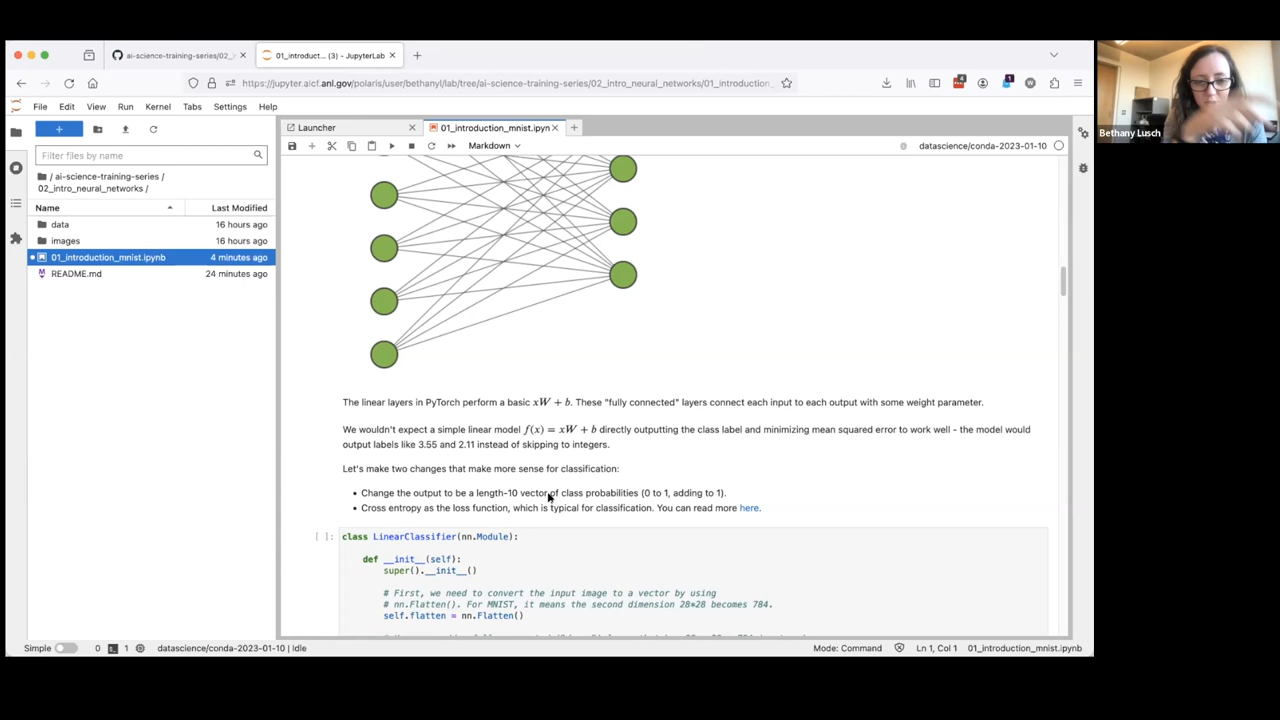 ai-science-training-series/02_
01_introduct… (3) - JupyterLab
https://jupyter.alcf.anl.gov/polaris/user/bethanyl/lab/tree/ai-science-training-series/02_intro_neural_networks/01_introduction_
4
1
Bethany Lusch
File Edit View Run Kernel Tabs Settings Help
Launcher
01_introduction_mnist.ipyn
Markdown
datascience/conda-2023-01-10
Filter files by name
/ ai-science-training-series /
02_intro_neural_networks /
Name Last Modified
data 16 hours ago
images 16 hours ago
01_introduction_mnist.ipynb 4 minutes ago
README.md 24 minutes ago
The linear layers in PyTorch perform a basic xW + b. These "fully connected" layers connect each input to each output with some weight parameter.
We wouldn't expect a simple linear model f(x) = xW + b directly outputting the class label and minimizing mean squared error to work well - the model would
output labels like 3.55 and 2.11 instead of skipping to integers.
Let's make two changes that make more sense for classification:
• Change the output to be a length-10 vector of class probabilities (0 to 1, adding to 1).
• Cross entropy as the loss function, which is typical for classification. You can read more here.
[ ]: class LinearClassifier(nn.Module):
def __init__(self):
super().__init__()
# First, we need to convert the input image to a vector by using
# nn.Flatten(). For MNIST, it means the second dimension 28*28 becomes 784.
self.flatten = nn.Flatten()
Simple 0 1 datascience/conda-2023-01-10 | Idle
Mode: Command Ln 1, Col 1 01_introduction_mnist.ipynb